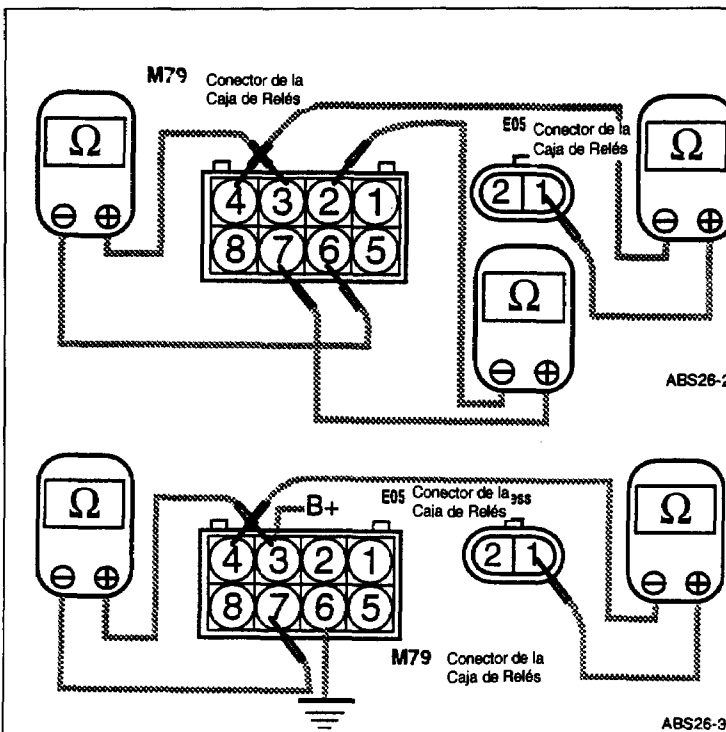 M79 Conector de la
Caja de Relés
E05 Conector de la
Caja de Relés
Ω
Ω
4 3 2 1
8 7 6 5
2 1
− +
− +
Ω
− +
ABS26-2
Ω
B+
E05 Conector de la
Caja de Relés
Ω
4 3 2 1
8 7 6 5
2 1
− +
− +
M79 Conector de la
Caja de Relés
ABS26-3